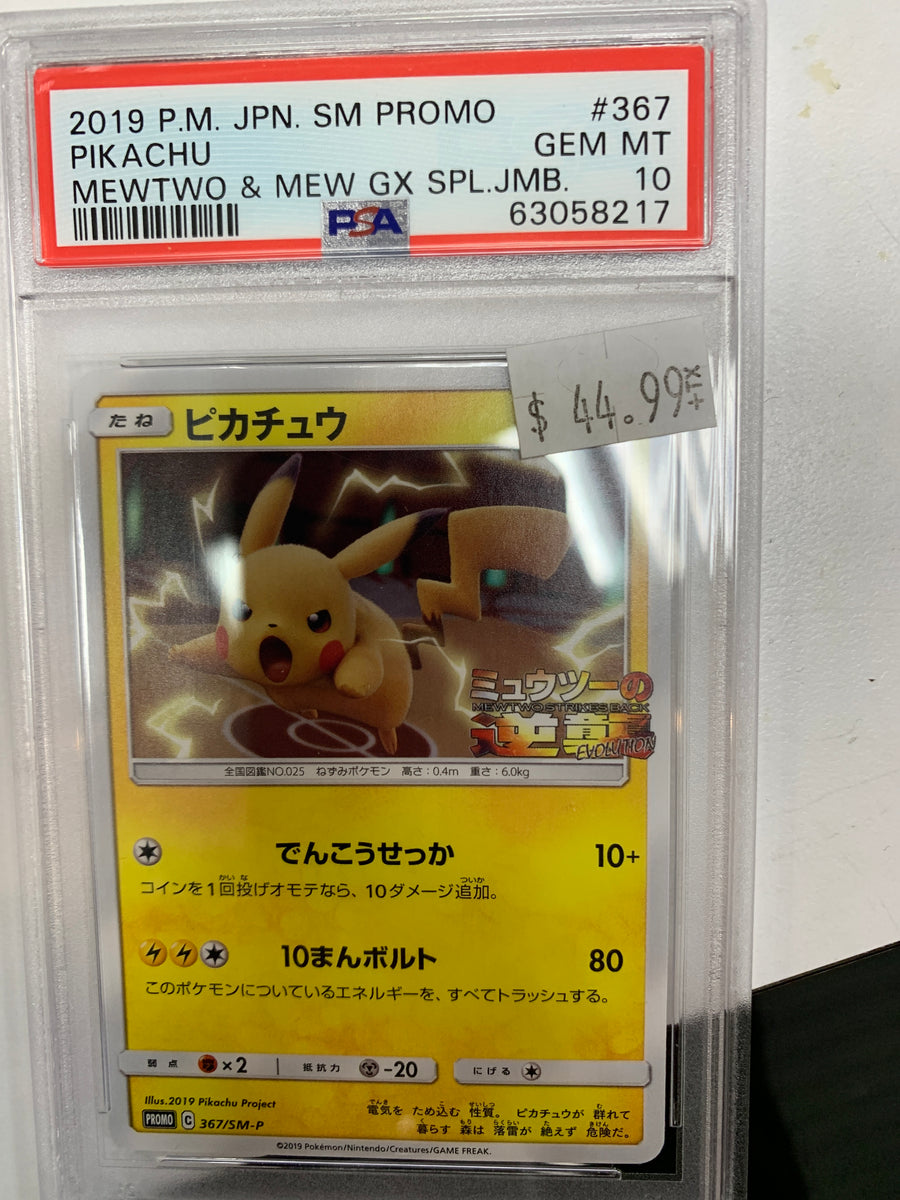 2019 P.M. JPN. SM PROMO #367
PIKACHU GEM MT
MEWTWO & MEW GX SPL.JMB. 10
PSA 63058217
$ 44.99
たね ピカチュウ
ミュウツーの
MEWTWO STRIKES BACK
逆襲
EVOLUTION
全国図鑑NO.025 ねずみポケモン 高さ:0.4m 重さ:6.0kg
でんこうせっか 10+
コインを1回投げオモテなら、10ダメージ追加。
10まんボルト 80
このポケモンについているエネルギーを、すべてトラッシュする。
弱点 ×2 抵抗力 -20 にげる
Illus.2019 Pikachu Project
電気を ため込む 性質。 ピカチュウが 群れて
PROMO C 367/SM-P
暮らす 森は 落雷が 絶えず 危険だ。
©2019 Pokémon/Nintendo/Creatures/GAME FREAK.